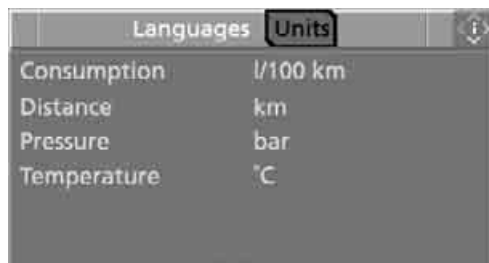 Languages Units
Consumption l/100 km
Distance km
Pressure bar
Temperature °C